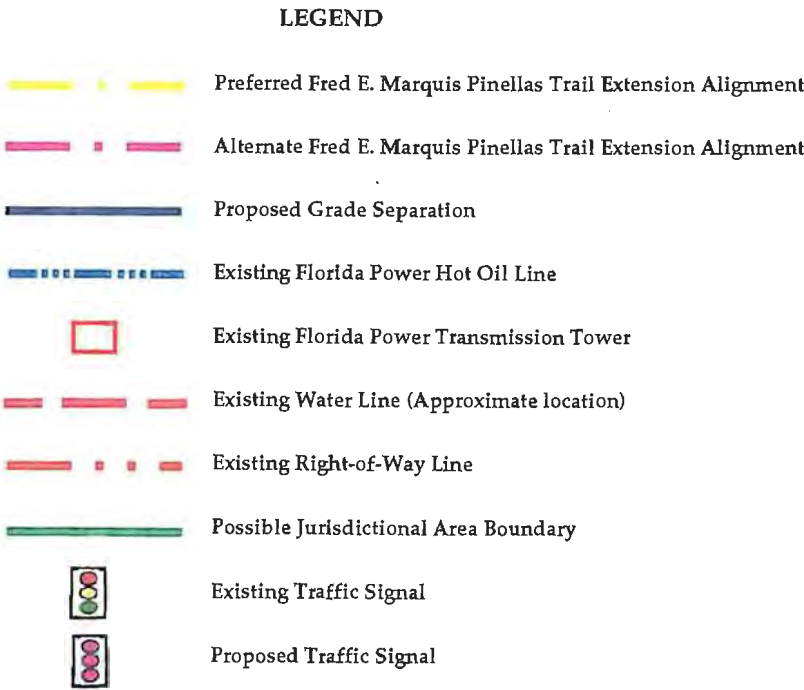 LEGEND
Preferred Fred E. Marquis Pinellas Trail Extension Alignment
Alternate Fred E. Marquis Pinellas Trail Extension Alignment
Proposed Grade Separation
Existing Florida Power Hot Oil Line
Existing Florida Power Transmission Tower
Existing Water Line (Approximate location)
Existing Right-of-Way Line
Possible Jurisdictional Area Boundary
Existing Traffic Signal
Proposed Traffic Signal